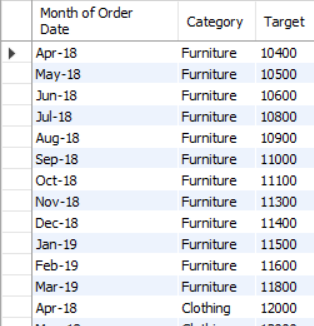 Month of Order Date Category Target
Apr-18 Furniture 10400
May-18 Furniture 10500
Jun-18 Furniture 10600
Jul-18 Furniture 10800
Aug-18 Furniture 10900
Sep-18 Furniture 11000
Oct-18 Furniture 11100
Nov-18 Furniture 11300
Dec-18 Furniture 11400
Jan-19 Furniture 11500
Feb-19 Furniture 11600
Mar-19 Furniture 11800
Apr-18 Clothing 12000